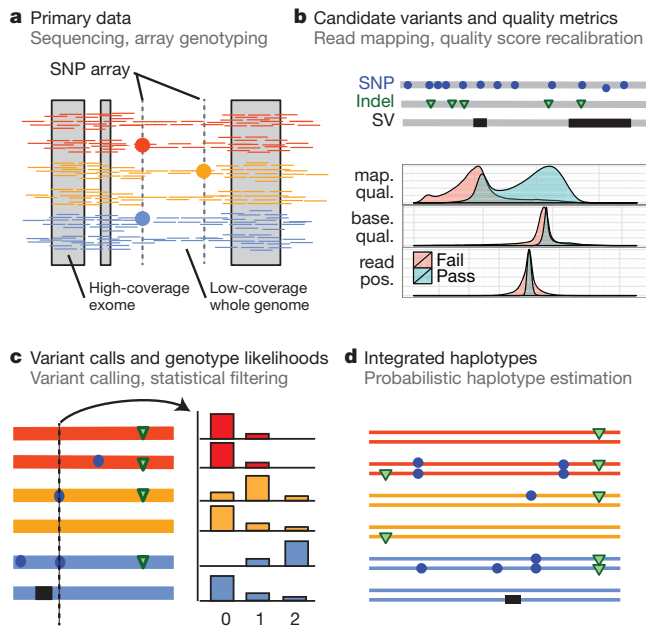 a Primary data
Sequencing, array genotyping
SNP array
High-coverage
exome
Low-coverage
whole genome
b Candidate variants and quality metrics
Read mapping, quality score recalibration
SNP
Indel
SV
map.
qual.
base.
qual.
read
pos.
Fail
Pass
c Variant calls and genotype likelihoods
Variant calling, statistical filtering
0 1 2
d Integrated haplotypes
Probabilistic haplotype estimation